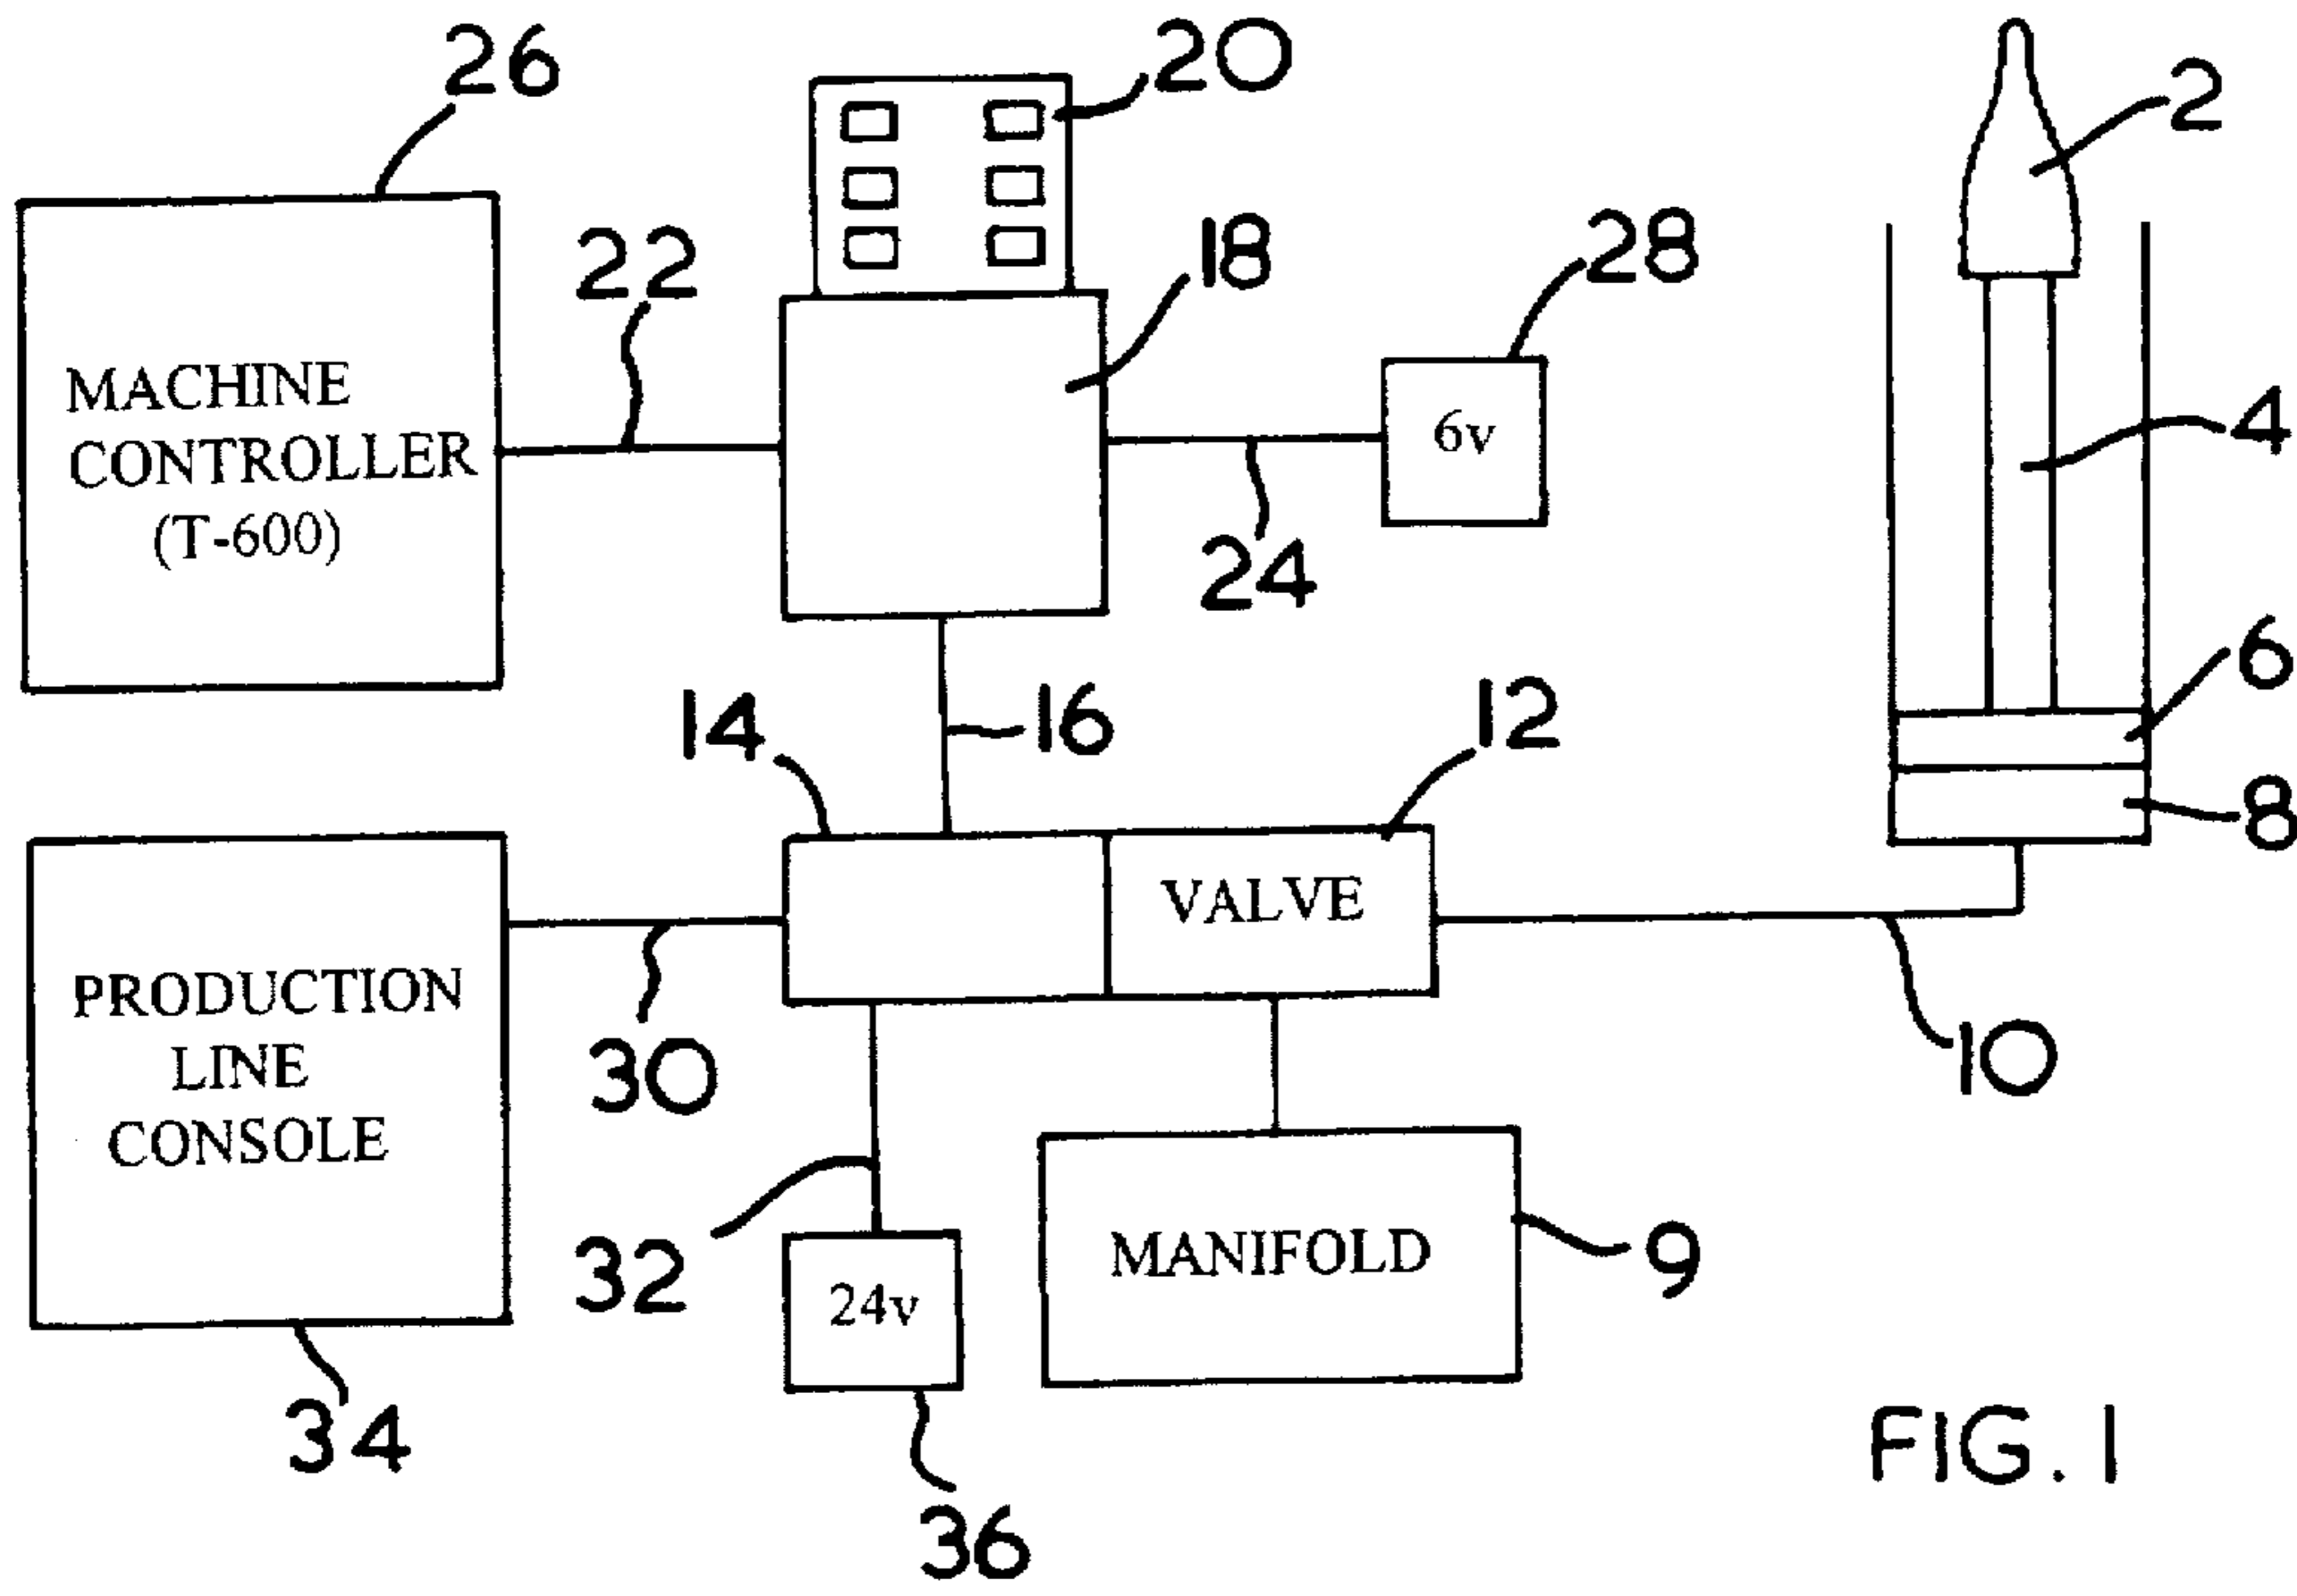 20
26
2
22
18
28
MACHINE
CONTROLLER
(T-600)
6v
4
24
6
14
16
12
8
VALVE
PRODUCTION
LINE
CONSOLE
30
10
32
24v
MANIFOLD
9
34
36
FIG. 1